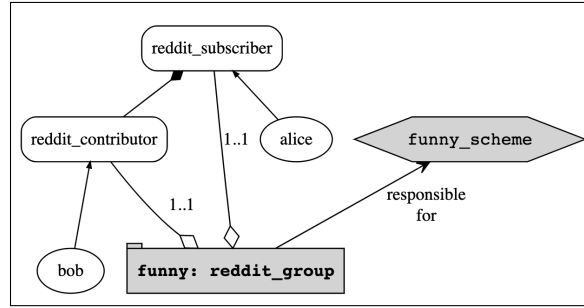 reddit_subscriber
reddit_contributor
1..1
alice
funny_scheme
1..1
responsible
for
bob
funny: reddit_group